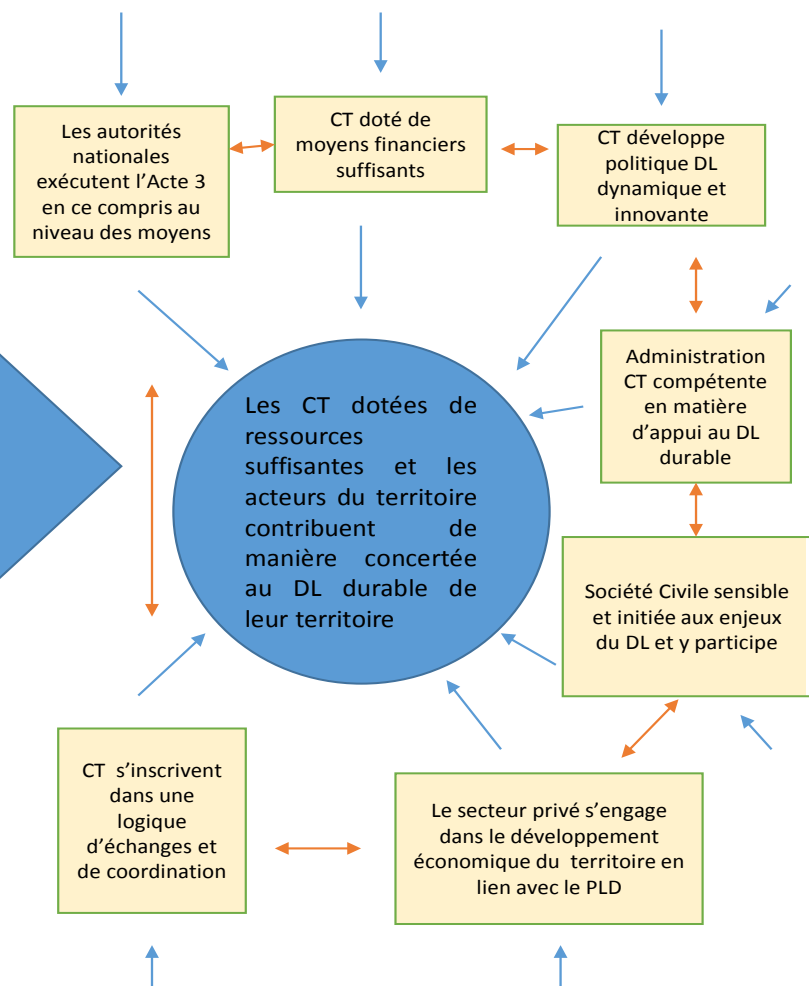 Les autorités
nationales
exécutent l'Acte 3
en ce compris au
niveau des moyens
CT doté de
moyens financiers
suffisants
CT développe
politique DL
dynamique et
innovante
Administration
CT compétente
en matière
d'appui au DL
durable
Les CT dotées de
ressources
suffisantes et les
acteurs du territoire
contribuent de
manière concertée
au DL durable de
leur territoire
Société Civile sensible
et initiée aux enjeux
du DL et y participe
CT s'inscrivent
dans une
logique
d'échanges et
de coordination
Le secteur privé s'engage
dans le développement
économique du territoire en
lien avec le PLD